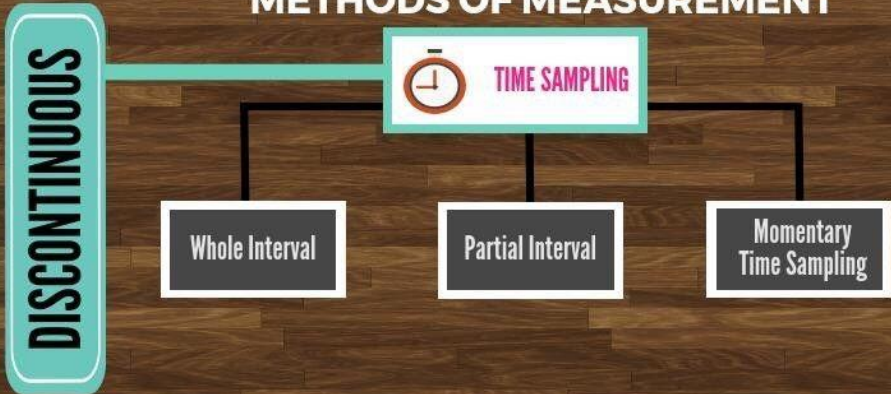 METHODS OF MEASUREMENT
DISCONTINUOUS
TIME SAMPLING
Whole Interval
Partial Interval
Momentary
Time Sampling